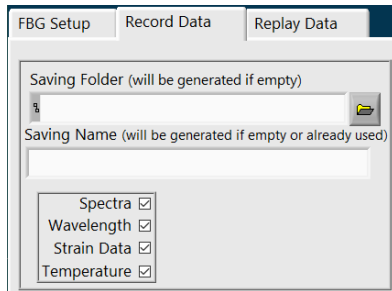 FBG Setup Record Data Replay Data
Saving Folder (will be generated if empty)
Saving Name (will be generated if empty or already used)
Spectra
Wavelength
Strain Data
Temperature